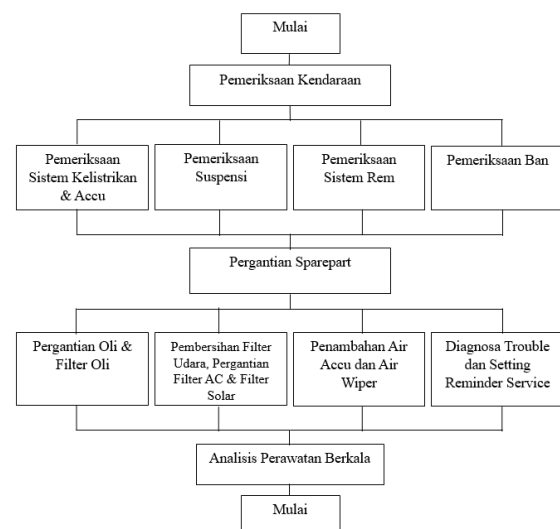 Mulai
Pemeriksaan Kendaraan
Pemeriksaan
Sistem Kelistrikan
& Accu
Pemeriksaan
Suspensi
Pemeriksaan
Sistem Rem
Pemeriksaan Ban
Pergantian Sparepart
Pergantian Oli &
Filter Oli
Pembersihan Filter
Udara, Pergantian
Filter AC & Filter
Solar
Penambahan Air
Accu dan Air
Wiper
Diagnosa Trouble
dan Setting
Reminder Service
Analisis Perawatan Berkala
Mulai